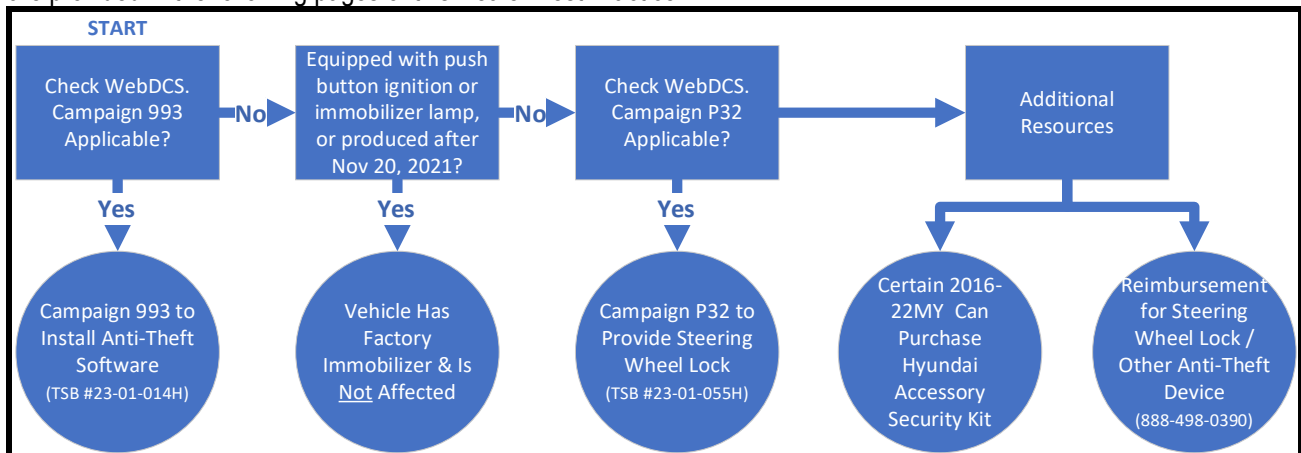 START
Check WebDCS.
Campaign 993
Applicable?
No
Equipped with push
button ignition or
immobilizer lamp,
or produced after
Nov 20, 2021?
No
Check WebDCS.
Campaign P32
Applicable?
Additional
Resources
Yes
Yes
Yes
Campaign 993 to
Install Anti-Theft
Software
(TSB #23-01-014H)
Vehicle Has
Factory
Immobilizer & Is
Not Affected
Campaign P32 to
Provide Steering
Wheel Lock
(TSB #23-01-055H)
Certain 2016-
22MY Can
Purchase
Hyundai
Accessory
Security Kit
Reimbursement
for Steering
Wheel Lock /
Other Anti-Theft
Device
(888-498-0390)